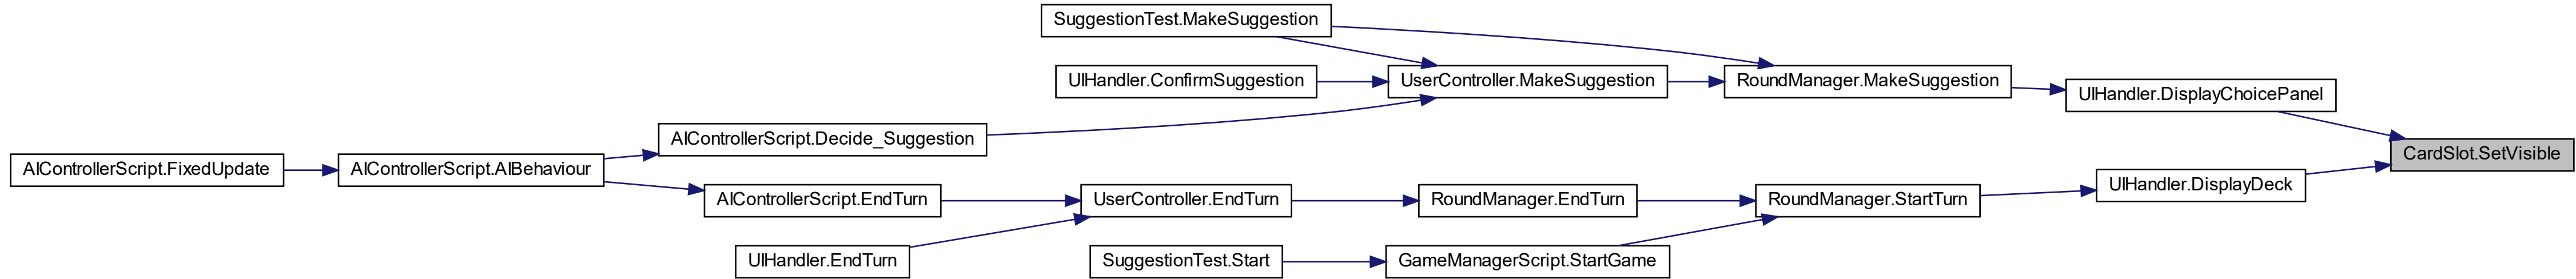 SuggestionTest.MakeSuggestion
UIHandler.ConfirmSuggestion
UserController.MakeSuggestion
RoundManager.MakeSuggestion
UIHandler.DisplayChoicePanel
AIControllerScript.Decide_Suggestion
CardSlot.SetVisible
AIControllerScript.FixedUpdate
AIControllerScript.AIBehaviour
UIHandler.DisplayDeck
AIControllerScript.EndTurn
UserController.EndTurn
RoundManager.EndTurn
RoundManager.StartTurn
UIHandler.EndTurn
SuggestionTest.Start
GameManagerScript.StartGame